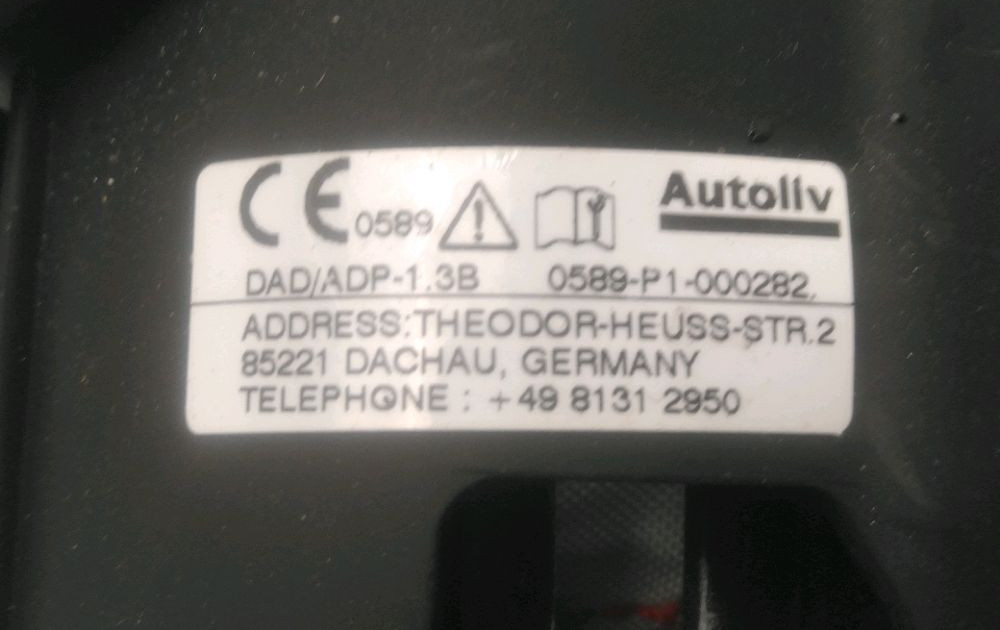 CE 0589 Autoliv
DAD/ADP-1.3B 0589-P1-000282
ADDRESS:THEODOR-HEUSS-STR.2
85221 DACHAU, GERMANY
TELEPHONE : +49 8131 2950